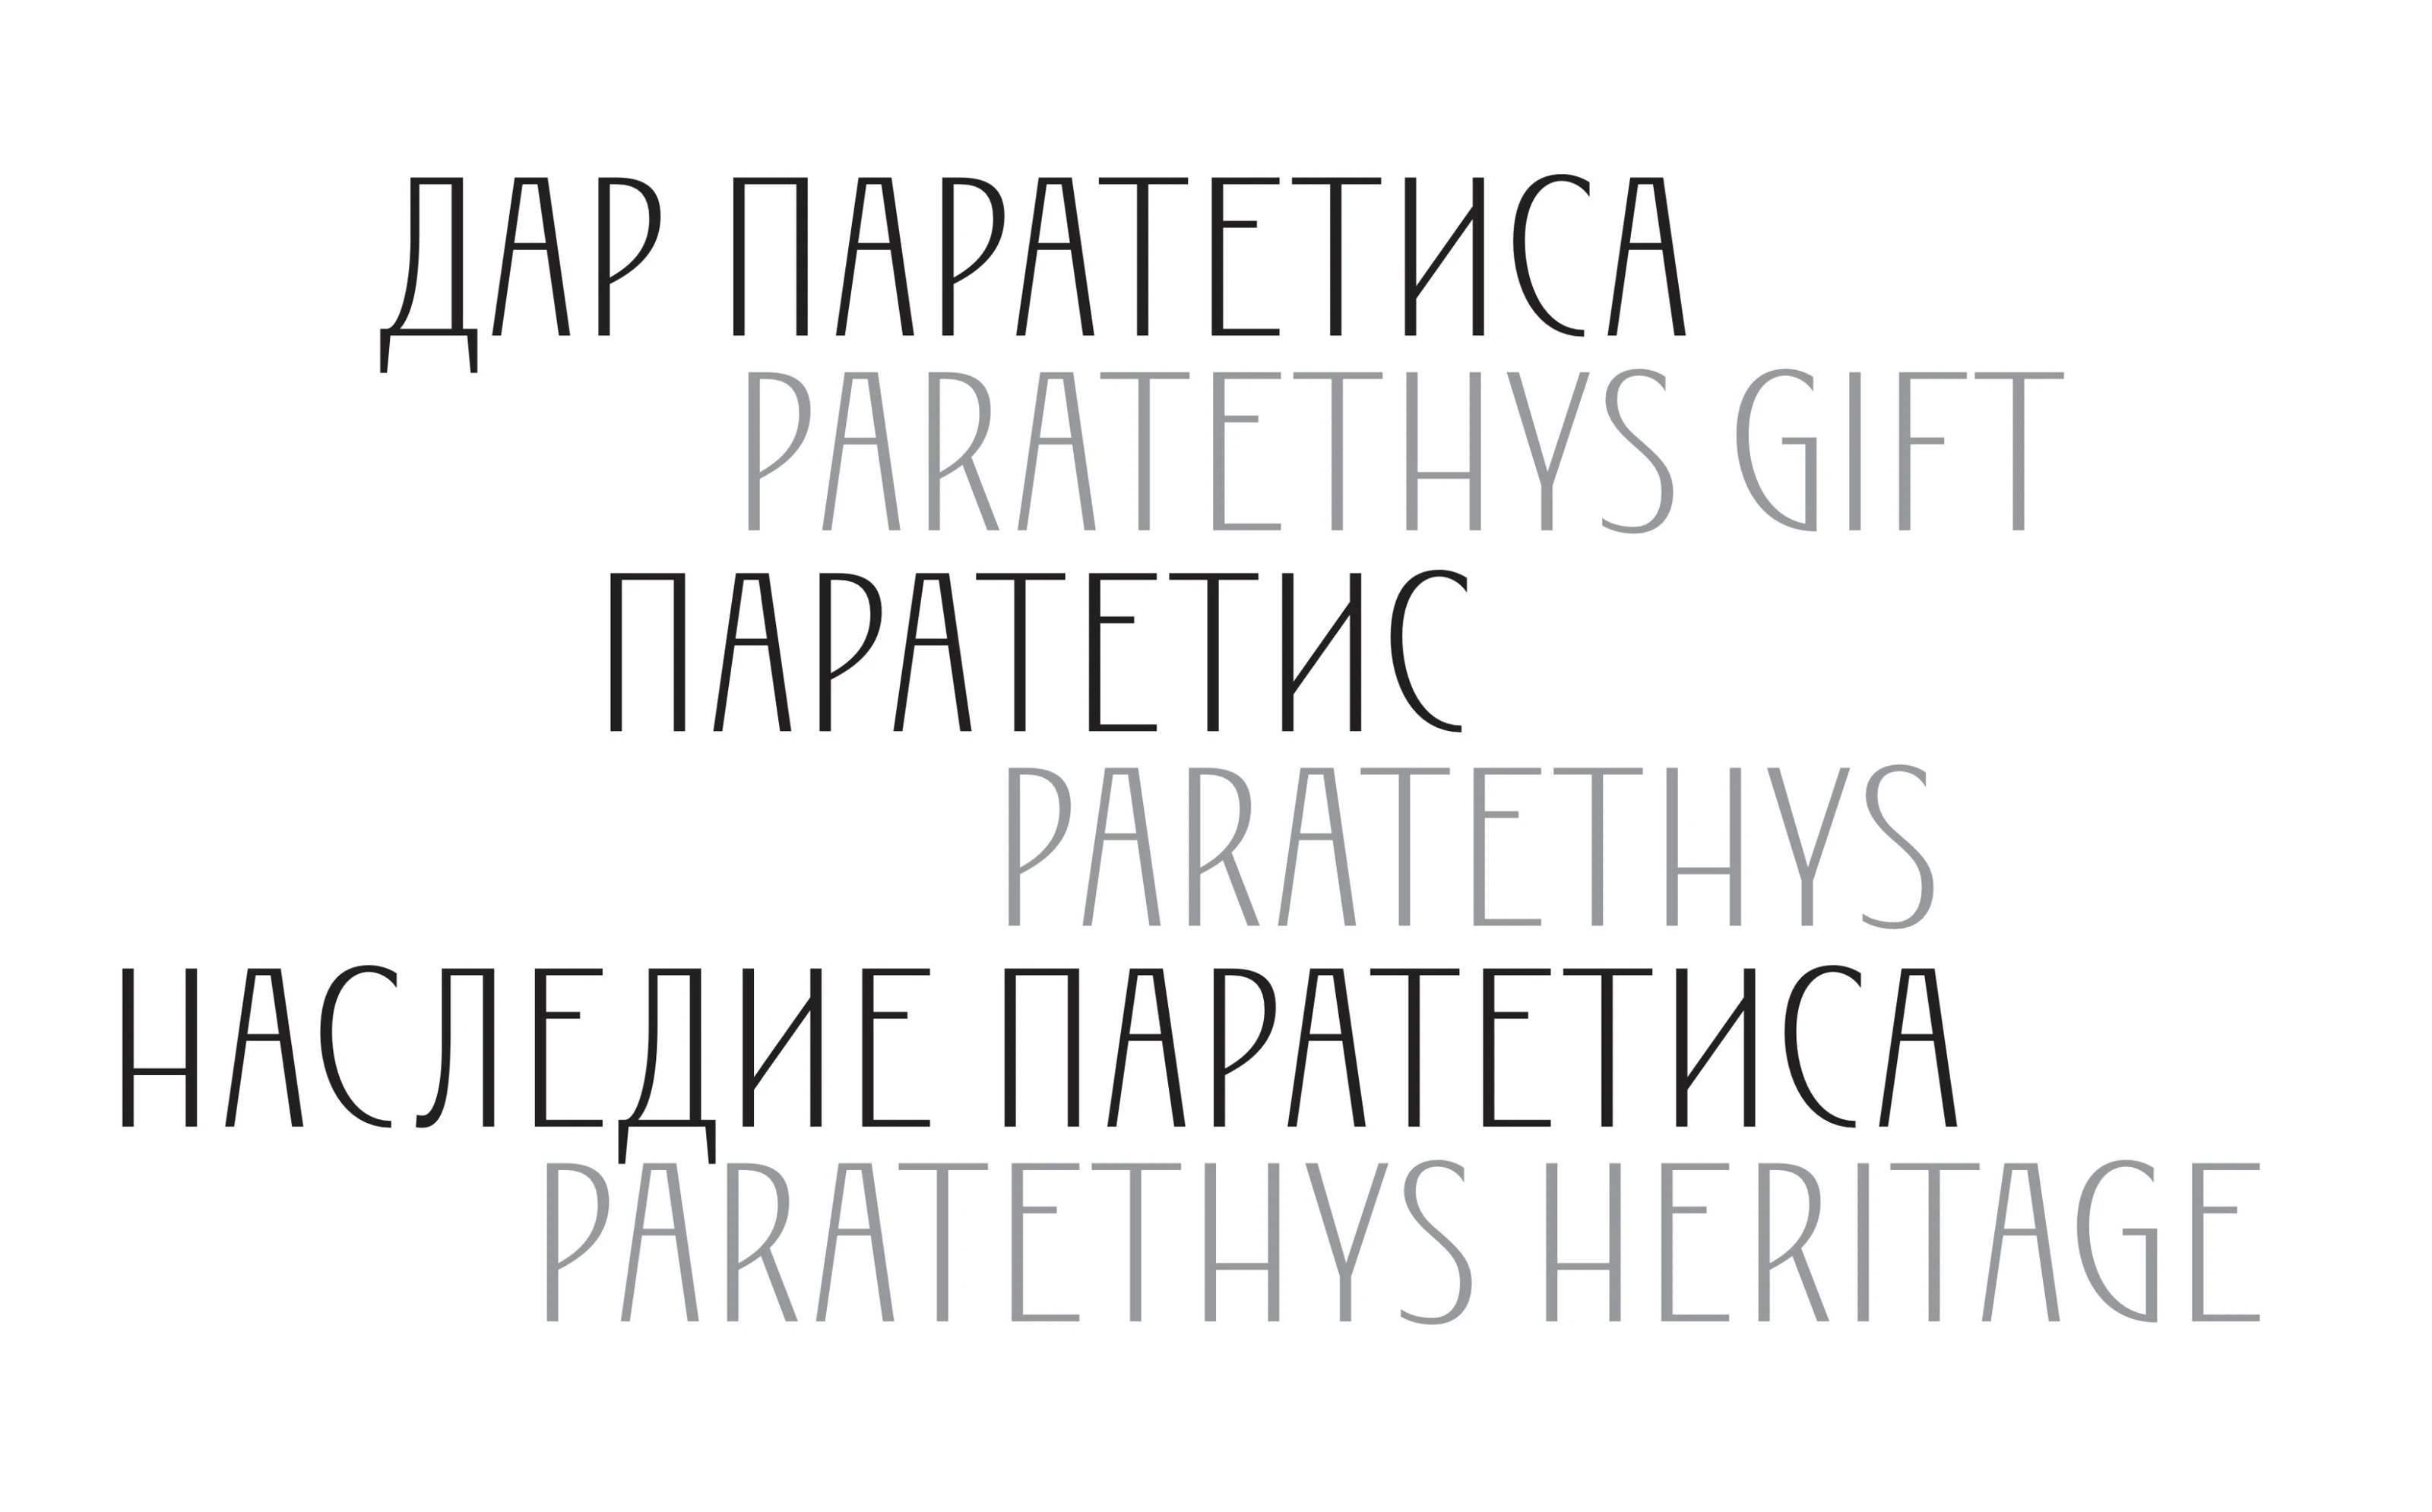 ДАР ПАРАТЕТИСА
PARATETHYS GIFT
ПАРАТЕТИС
PARATETHYS
НАСЛЕДИЕ ПАРАТЕТИСА
PARATETHYS HERITAGE